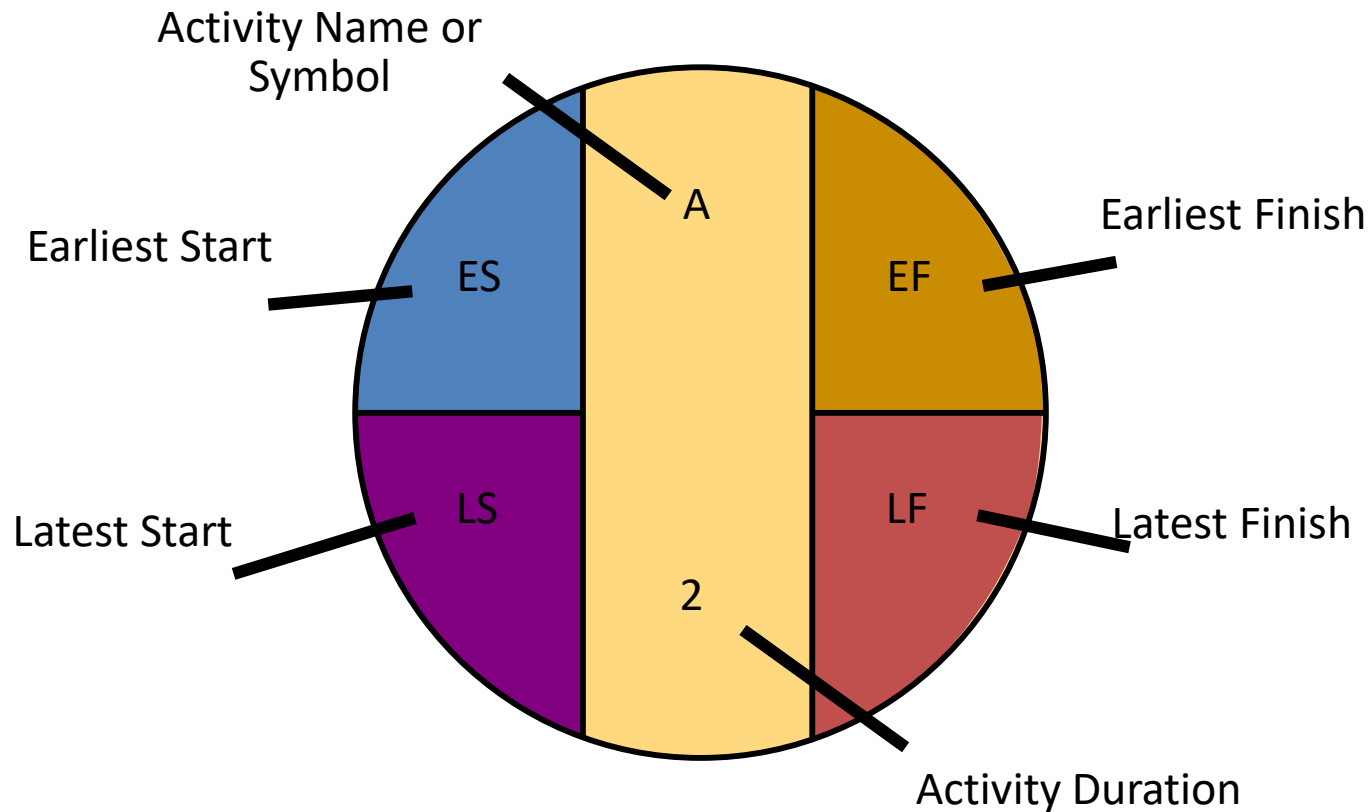 Activity Name or
Symbol
A
Earliest Start
ES
EF
Earliest Finish
Latest Start
LS
LF
Latest Finish
2
Activity Duration